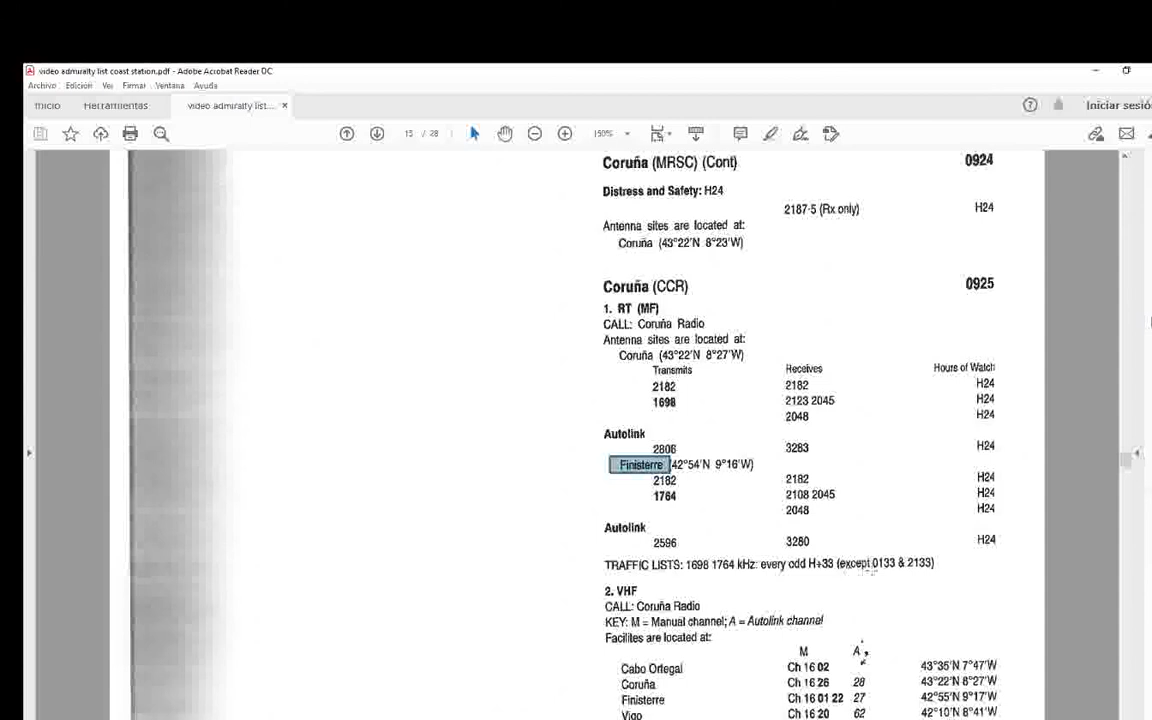 video admiralty list coast station.pdf - Adobe Acrobat Reader DC
Archivo Edición Ver Firmar Ventana Ayuda
Inicio Herramientas video admiralty list... × Iniciar sesió
13 / 28 150%
Coruña (MRSC) (Cont) 0924
Distress and Safety: H24
2187·5 (Rx only) H24
Antenna sites are located at:
Coruña (43°22'N 8°23'W)
Coruña (CCR) 0925
1. RT (MF)
CALL: Coruña Radio
Antenna sites are located at:
Coruña (43°22'N 8°27'W)
Transmits Receives Hours of Watch
2182 2182 H24
1698 2123 2045 H24
2048 H24
Autolink
2806 3283 H24
Finisterre (42°54'N 9°16'W)
2182 2182 H24
1764 2108 2045 H24
2048 H24
Autolink
2596 3280 H24
TRAFFIC LISTS: 1698 1764 kHz: every odd H+33 (except 0133 & 2133)
2. VHF
CALL: Coruña Radio
KEY: M = Manual channel; A = Autolink channel
Facilites are located at:
M A
Cabo Ortegal Ch 16 02 43°35'N 7°47'W
Coruña Ch 16 26 28 43°22'N 8°27'W
Finisterre Ch 16 01 22 27 42°55'N 9°17'W
Vigo Ch 16 20 62 42°10'N 8°41'W